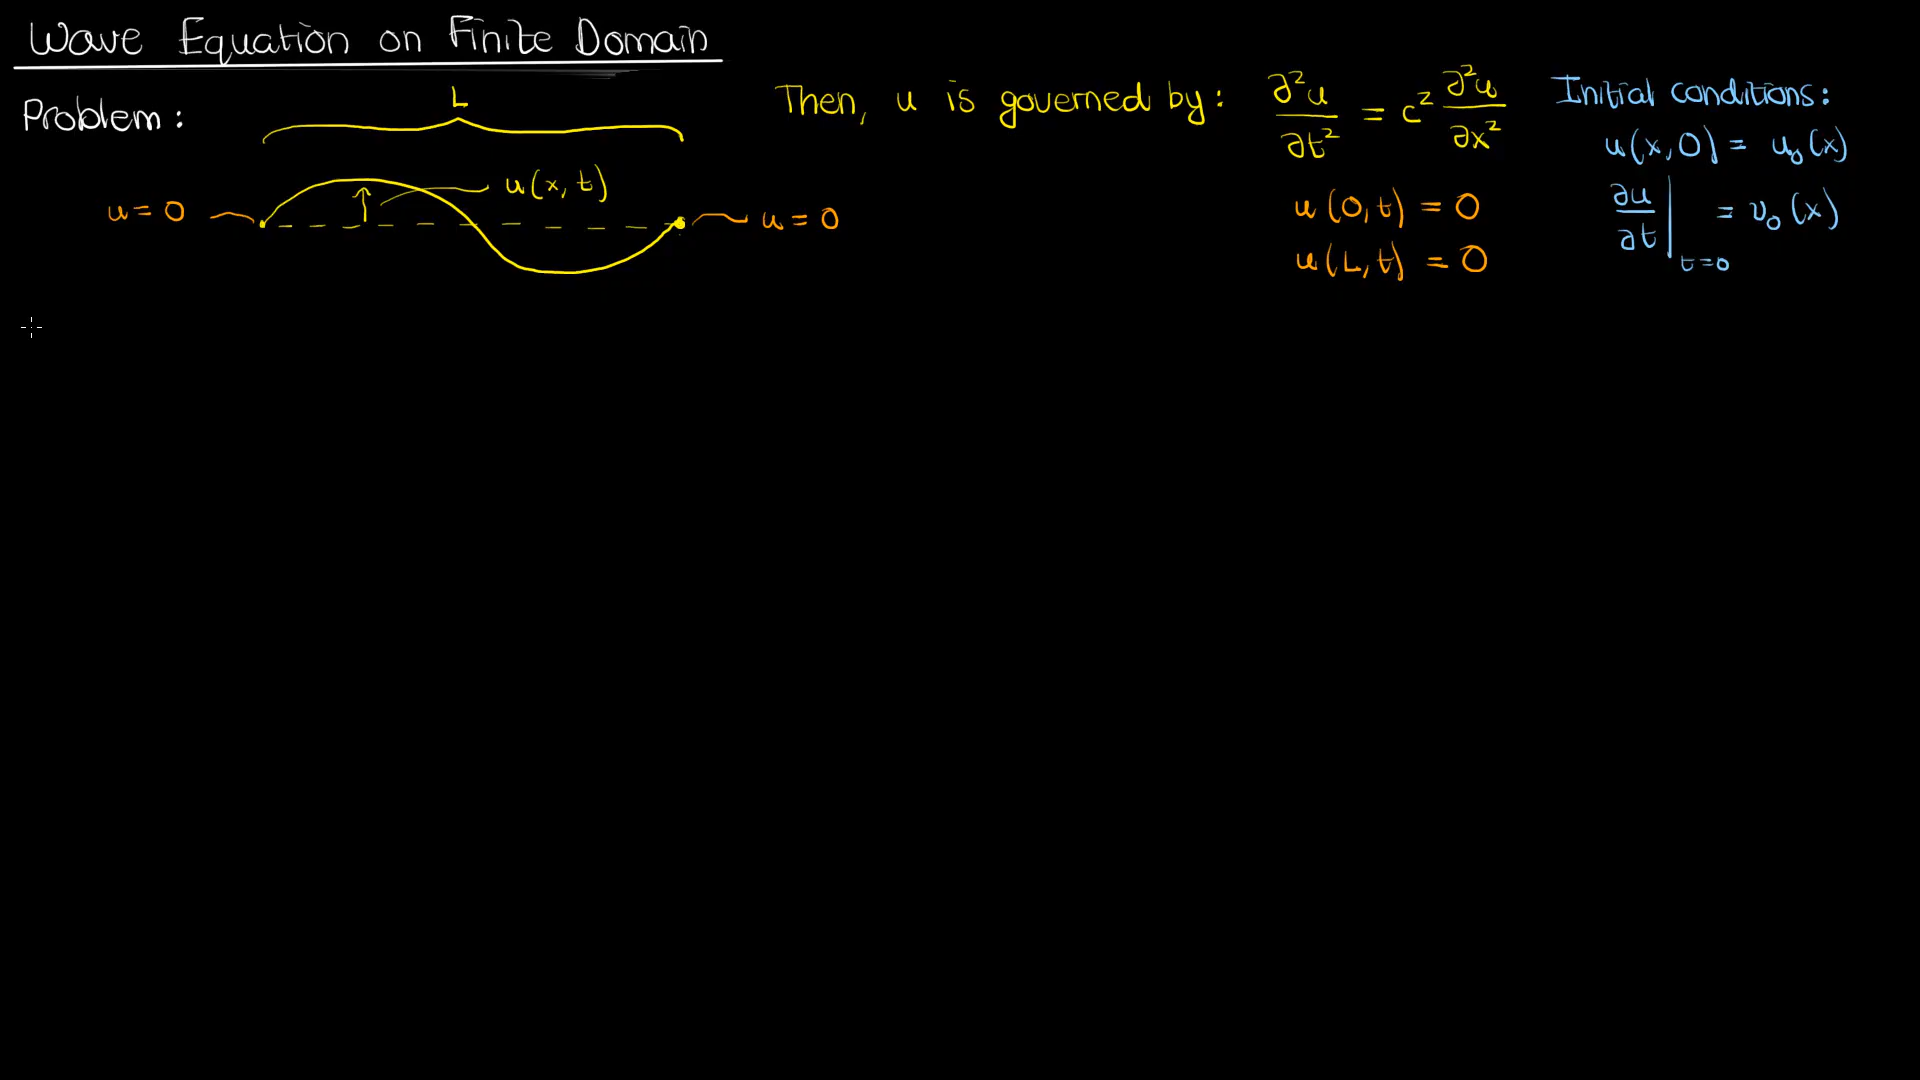 Wave Equation on Finite Domain
Problem:
L
u(x, t)
u = 0
u = 0
Then, u is governed by: ∂²u/∂t² = c² ∂²u/∂x²
u(0, t) = 0
u(L, t) = 0
Initial conditions:
u(x, 0) = u₀(x)
∂u/∂t |ₜ₌₀ = v₀(x)